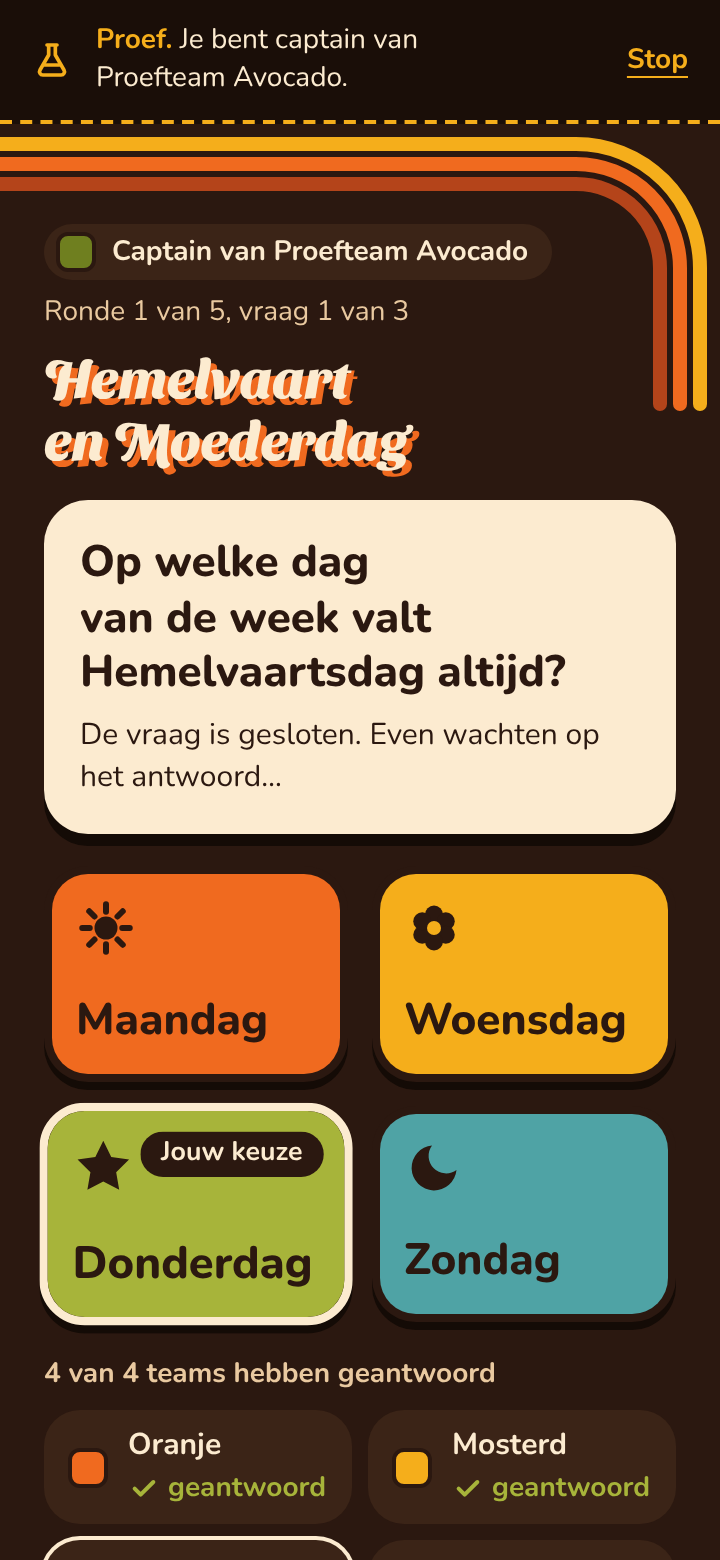 Proef. Je bent captain van
Proefteam Avocado.
Stop
Captain van Proefteam Avocado
Ronde 1 van 5, vraag 1 van 3
Hemelvaart
en Moederdag
Op welke dag
van de week valt
Hemelvaartsdag altijd?
De vraag is gesloten. Even wachten op
het antwoord...
Maandag
Woensdag
Jouw keuze
Donderdag
Zondag
4 van 4 teams hebben geantwoord
Oranje
geantwoord
Mosterd
geantwoord